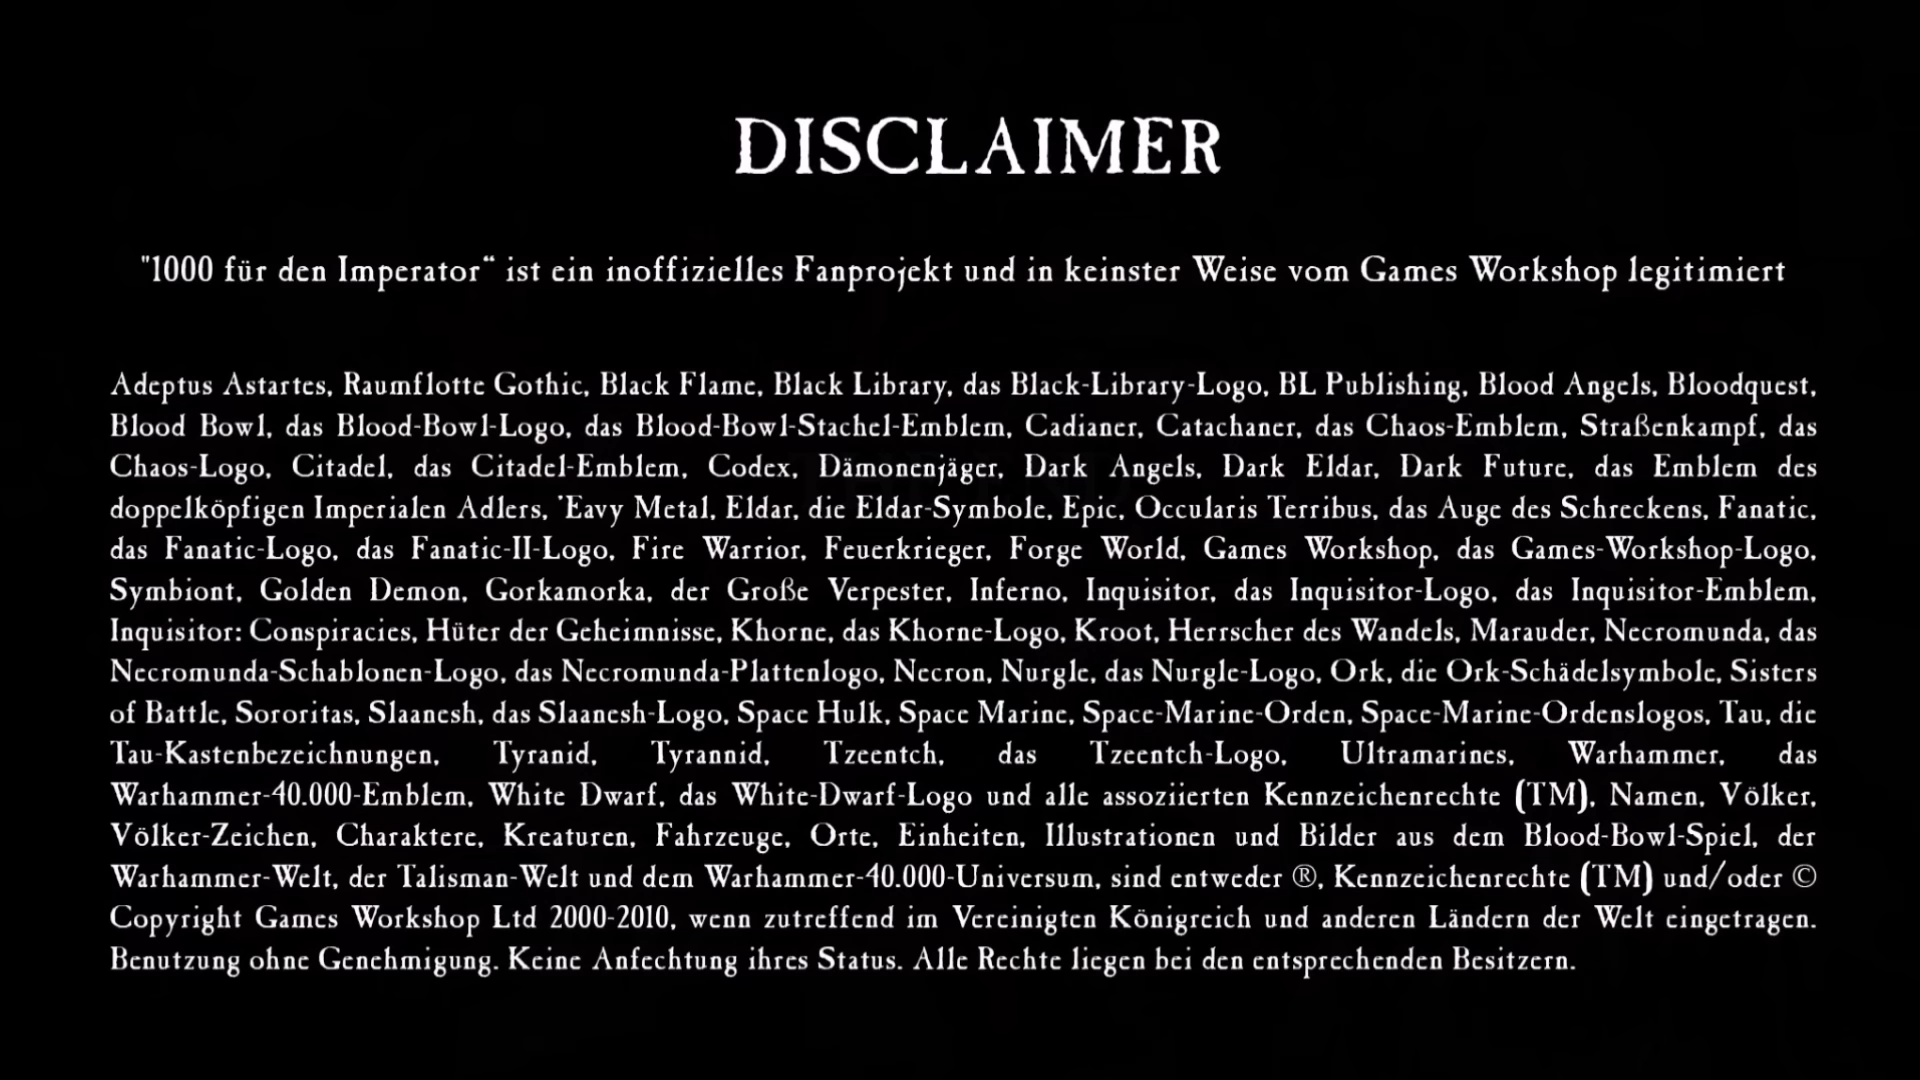 DISCLAIMER
"1000 für den Imperator“ ist ein inoffizielles Fanprojekt und in keinster Weise vom Games Workshop legitimiert
Adeptus Astartes, Raumflotte Gothic, Black Flame, Black Library, das Black-Library-Logo, BL Publishing, Blood Angels, Bloodquest,
Blood Bowl, das Blood-Bowl-Logo, das Blood-Bowl-Stachel-Emblem, Cadianer, Catachaner, das Chaos-Emblem, Straßenkampf, das
Chaos-Logo, Citadel, das Citadel-Emblem, Codex, Dämonenjäger, Dark Angels, Dark Eldar, Dark Future, das Emblem des
doppelköpfigen Imperialen Adlers, 'Eavy Metal, Eldar, die Eldar-Symbole, Epic, Occularis Terribus, das Auge des Schreckens, Fanatic,
das Fanatic-Logo, das Fanatic-II-Logo, Fire Warrior, Feuerkrieger, Forge World, Games Workshop, das Games-Workshop-Logo,
Symbiont, Golden Demon, Gorkamorka, der Große Verpester, Inferno, Inquisitor, das Inquisitor-Logo, das Inquisitor-Emblem,
Inquisitor: Conspiracies, Hüter der Geheimnisse, Khorne, das Khorne-Logo, Kroot, Herrscher des Wandels, Marauder, Necromunda, das
Necromunda-Schablonen-Logo, das Necromunda-Plattenlogo, Necron, Nurgle, das Nurgle-Logo, Ork, die Ork-Schädelsymbole, Sisters
of Battle, Sororitas, Slaanesh, das Slaanesh-Logo, Space Hulk, Space Marine, Space-Marine-Orden, Space-Marine-Ordenslogos, Tau, die
Tau-Kastenbezeichnungen, Tyranid, Tyrannid, Tzeentch, das Tzeentch-Logo, Ultramarines, Warhammer, das
Warhammer-40.000-Emblem, White Dwarf, das White-Dwarf-Logo und alle assoziierten Kennzeichenrechte (TM), Namen, Völker,
Völker-Zeichen, Charaktere, Kreaturen, Fahrzeuge, Orte, Einheiten, Illustrationen und Bilder aus dem Blood-Bowl-Spiel, der
Warhammer-Welt, der Talisman-Welt und dem Warhammer-40.000-Universum, sind entweder ®, Kennzeichenrechte (TM) und/oder ©
Copyright Games Workshop Ltd 2000-2010, wenn zutreffend im Vereinigten Königreich und anderen Ländern der Welt eingetragen.
Benutzung ohne Genehmigung. Keine Anfechtung ihres Status. Alle Rechte liegen bei den entsprechenden Besitzern.